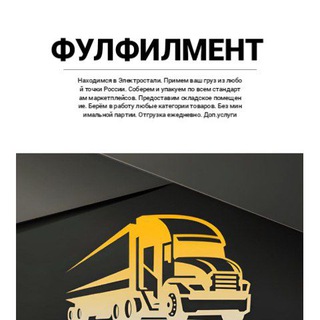 ФУЛФИЛМЕНТ
Находимся в Электростали. Примем ваш груз из любо
й точки России. Соберем и упакуем по всем стандарт
ам маркетплейсов. Предоставим складское помещен
ие. Берём в работу любые категории товаров. Без мин
имальной партии. Отгрузка ежедневно. Доп.услуги